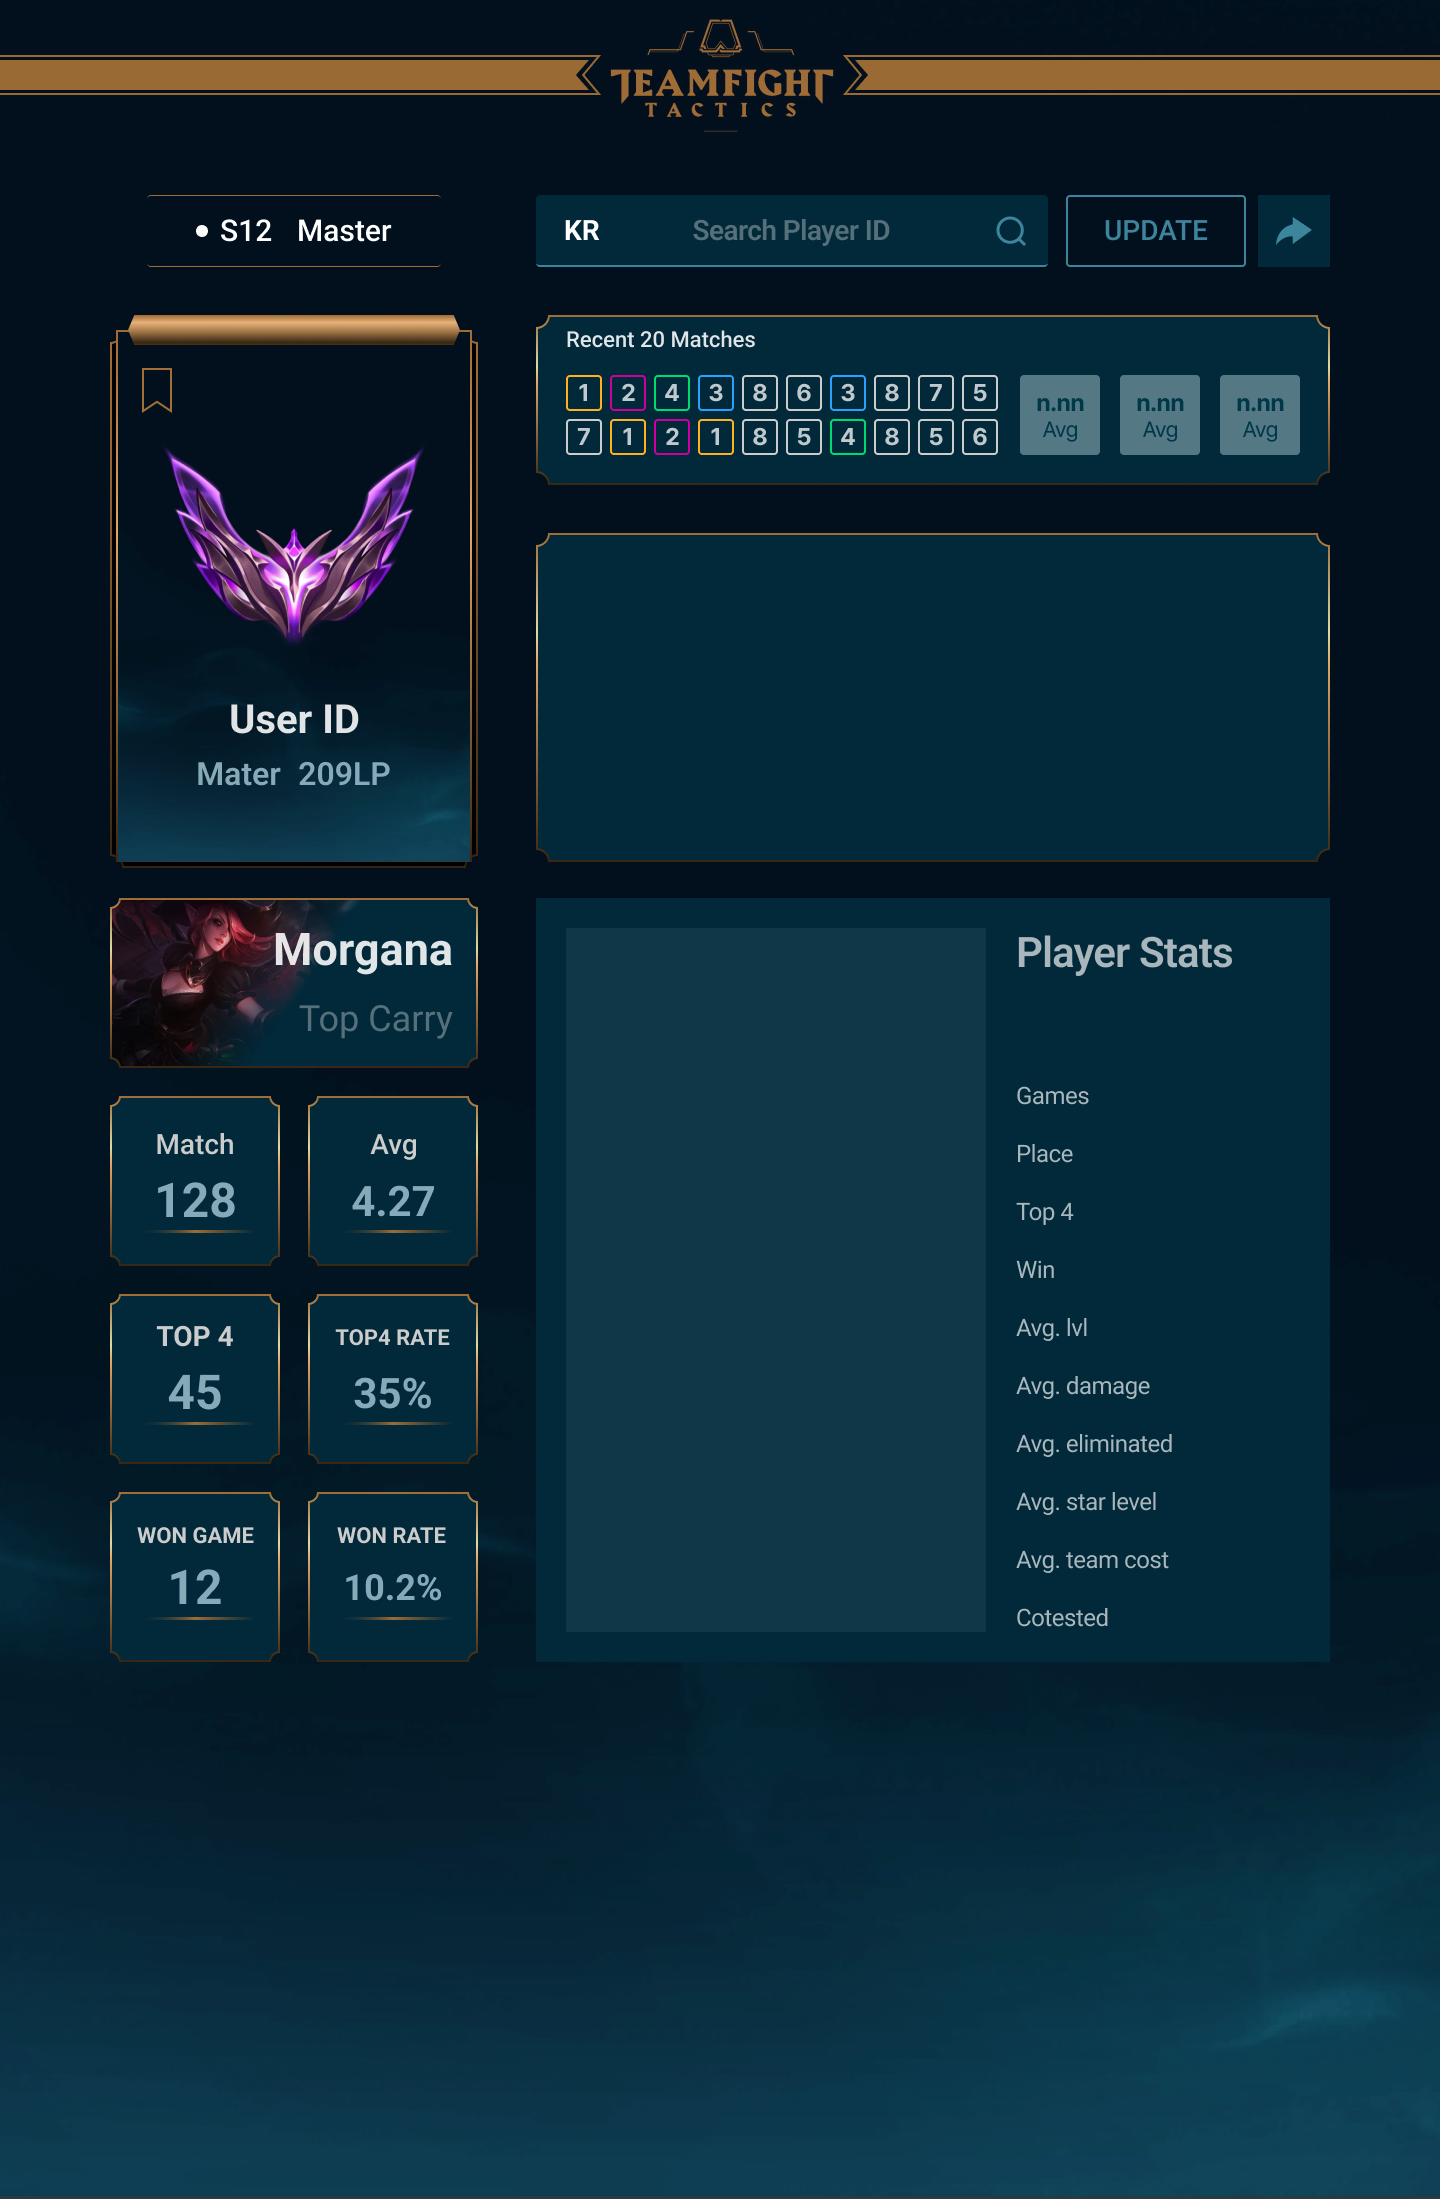 TEAMFIGHT
TACTICS
S12 Master
KR Search Player ID
UPDATE
Recent 20 Matches
1 2 4 3 8 6 3 8 7 5
7 1 2 1 8 5 4 8 5 6
n.nn n.nn n.nn
Avg Avg Avg
User ID
Mater 209LP
Morgana
Top Carry
Match
128
Avg
4.27
TOP 4
45
TOP4 RATE
35%
WON GAME
12
WON RATE
10.2%
Player Stats
Games
Place
Top 4
Win
Avg. lvl
Avg. damage
Avg. eliminated
Avg. star level
Avg. team cost
Cotested